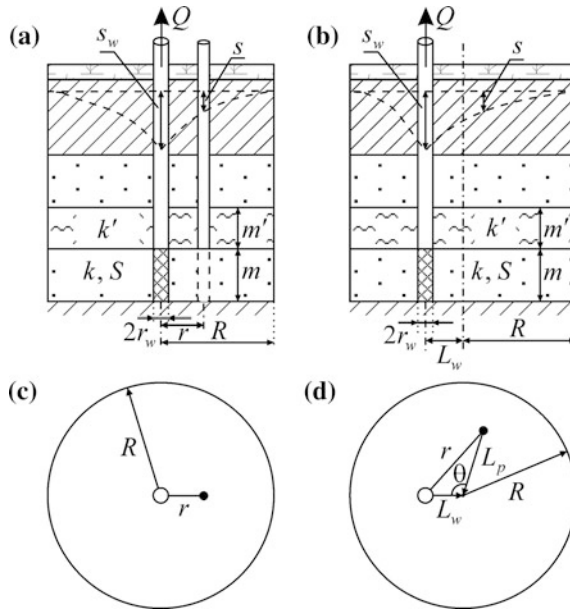 (a)
Q
s_w
s
k'
m'
k, S
m
2r_w
r
R
(b)
Q
s_w
s
k'
m'
k, S
m
2r_w
L_w
R
(c)
R
r
(d)
r
θ
L_p
L_w
R